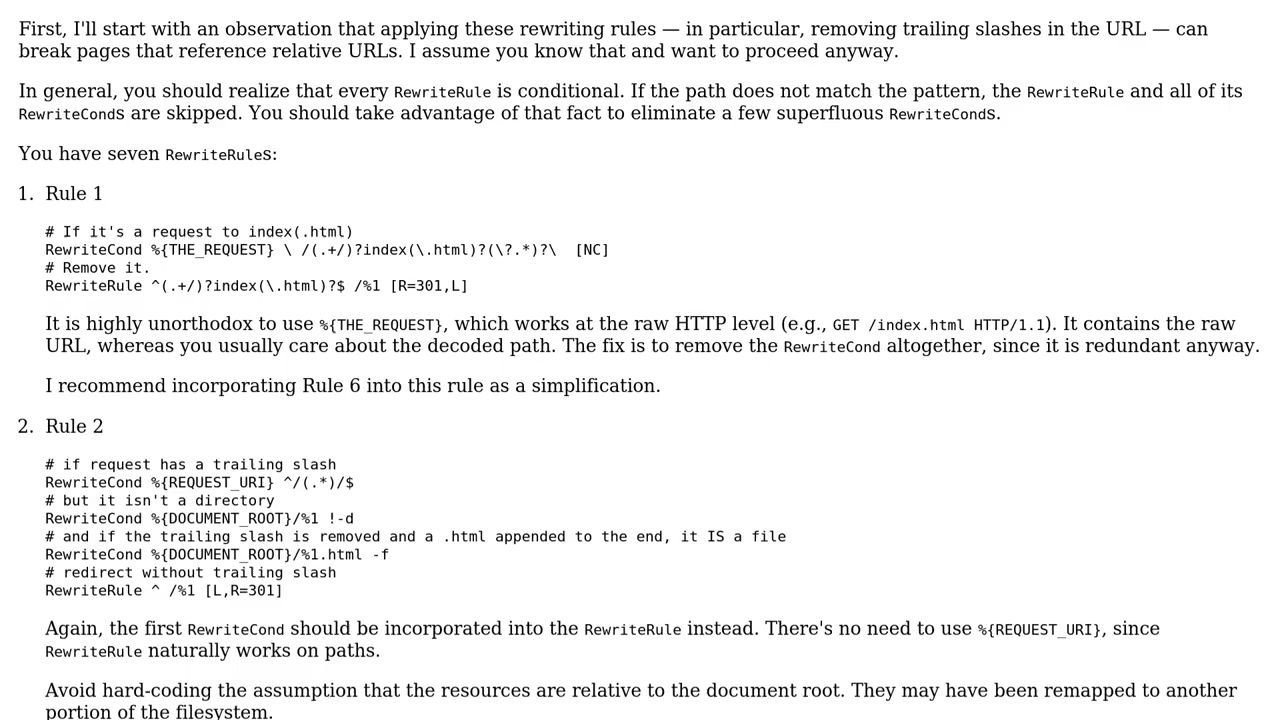 First, I'll start with an observation that applying these rewriting rules — in particular, removing trailing slashes in the URL — can
break pages that reference relative URLs. I assume you know that and want to proceed anyway.
In general, you should realize that every RewriteRule is conditional. If the path does not match the pattern, the RewriteRule and all of its
RewriteConds are skipped. You should take advantage of that fact to eliminate a few superfluous RewriteConds.
You have seven RewriteRules:
1. Rule 1
# If it's a request to index(.html)
RewriteCond %{THE_REQUEST} \ /(.+/)?index(\.html)?(\?.*)?\  [NC]
# Remove it.
RewriteRule ^(.+/)?index(\.html)?$ /%1 [R=301,L]
It is highly unorthodox to use %{THE_REQUEST}, which works at the raw HTTP level (e.g., GET /index.html HTTP/1.1). It contains the raw
URL, whereas you usually care about the decoded path. The fix is to remove the RewriteCond altogether, since it is redundant anyway.
I recommend incorporating Rule 6 into this rule as a simplification.
2. Rule 2
# if request has a trailing slash
RewriteCond %{REQUEST_URI} ^/(.*)/$
# but it isn't a directory
RewriteCond %{DOCUMENT_ROOT}/%1 !-d
# and if the trailing slash is removed and a .html appended to the end, it IS a file
RewriteCond %{DOCUMENT_ROOT}/%1.html -f
# redirect without trailing slash
RewriteRule ^ /%1 [L,R=301]
Again, the first RewriteCond should be incorporated into the RewriteRule instead. There's no need to use %{REQUEST_URI}, since
RewriteRule naturally works on paths.
Avoid hard-coding the assumption that the resources are relative to the document root. They may have been remapped to another
portion of the filesystem.